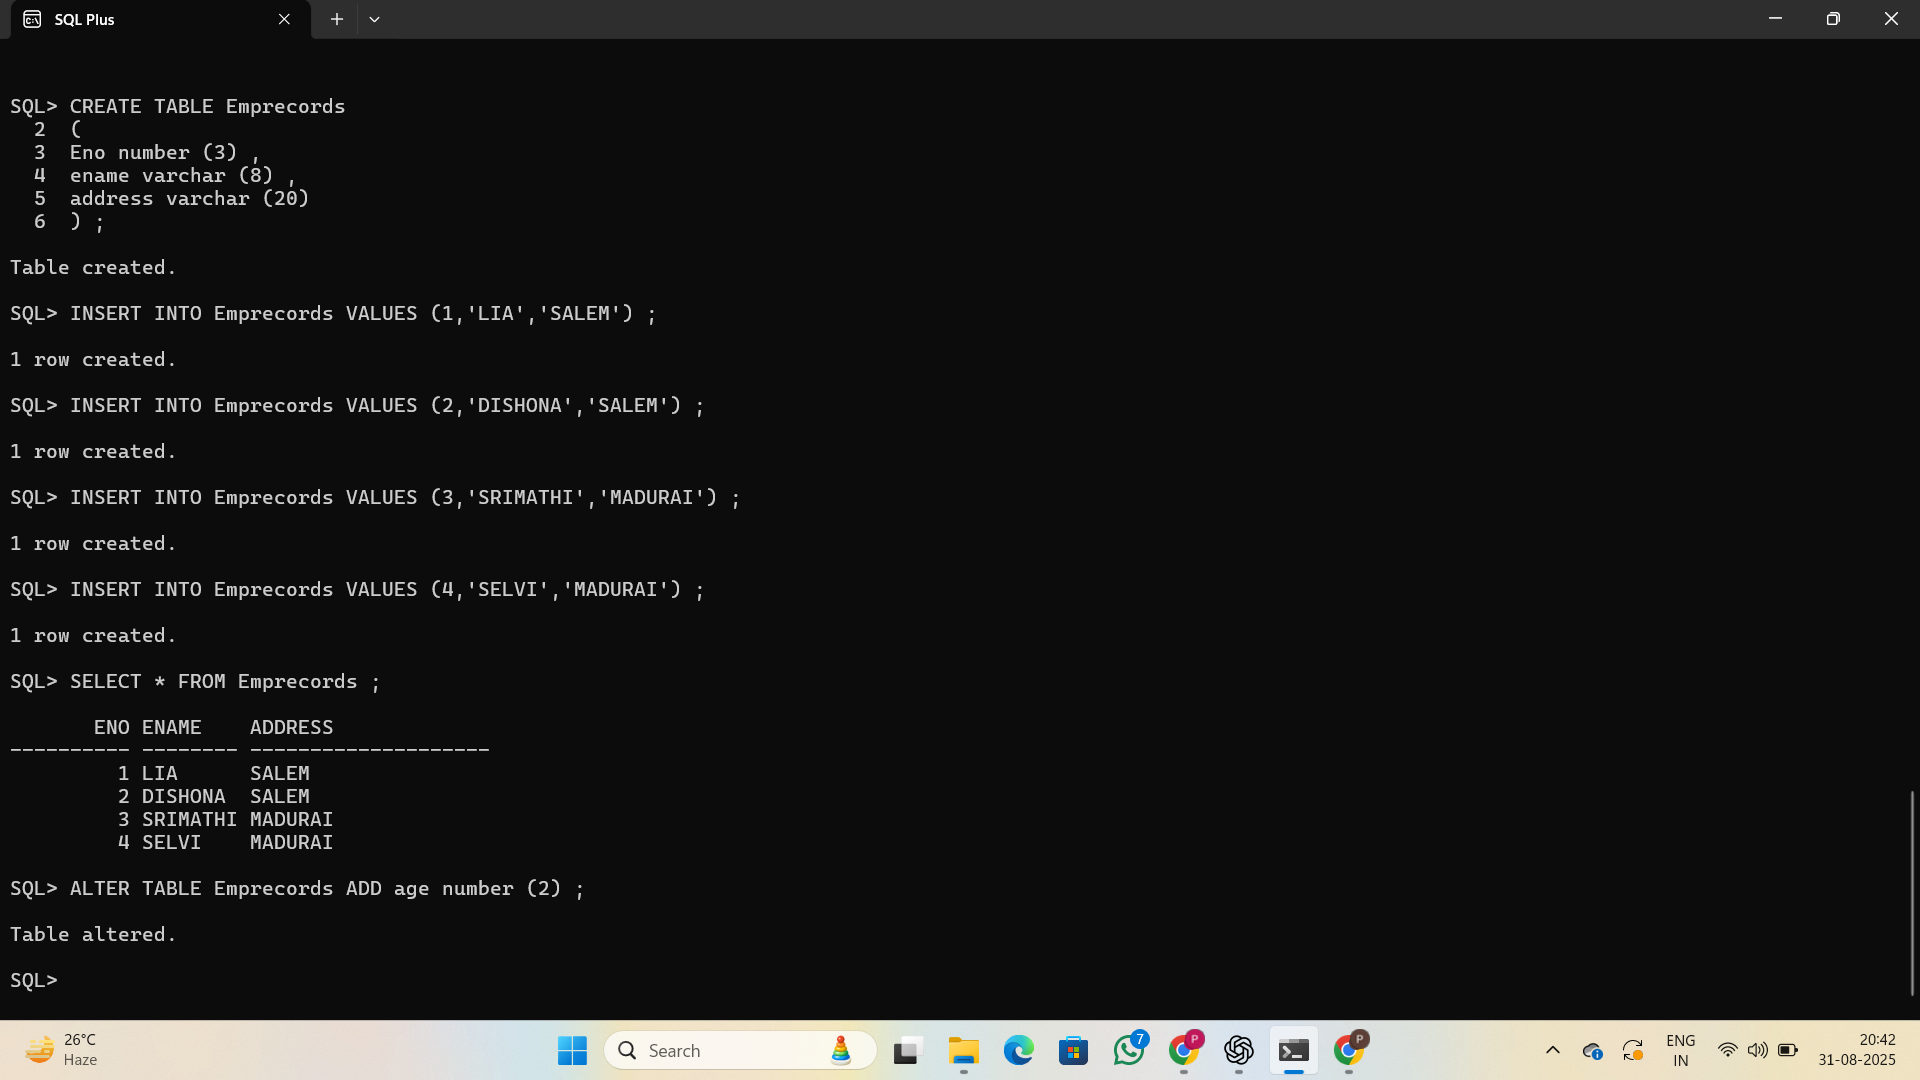 SQL Plus
SQL> CREATE TABLE Emprecords
  2  (
  3  Eno number (3) ,
  4  ename varchar (8) ,
  5  address varchar (20)
  6  ) ;
Table created.
SQL> INSERT INTO Emprecords VALUES (1,'LIA','SALEM') ;
1 row created.
SQL> INSERT INTO Emprecords VALUES (2,'DISHONA','SALEM') ;
1 row created.
SQL> INSERT INTO Emprecords VALUES (3,'SRIMATHI','MADURAI') ;
1 row created.
SQL> INSERT INTO Emprecords VALUES (4,'SELVI','MADURAI') ;
1 row created.
SQL> SELECT * FROM Emprecords ;
       ENO ENAME    ADDRESS
---------- -------- --------------------
         1 LIA      SALEM
         2 DISHONA  SALEM
         3 SRIMATHI MADURAI
         4 SELVI    MADURAI
SQL> ALTER TABLE Emprecords ADD age number (2) ;
Table altered.
SQL>
26°C
Haze
Search
7
P
P
ENG
IN
20:42
31-08-2025